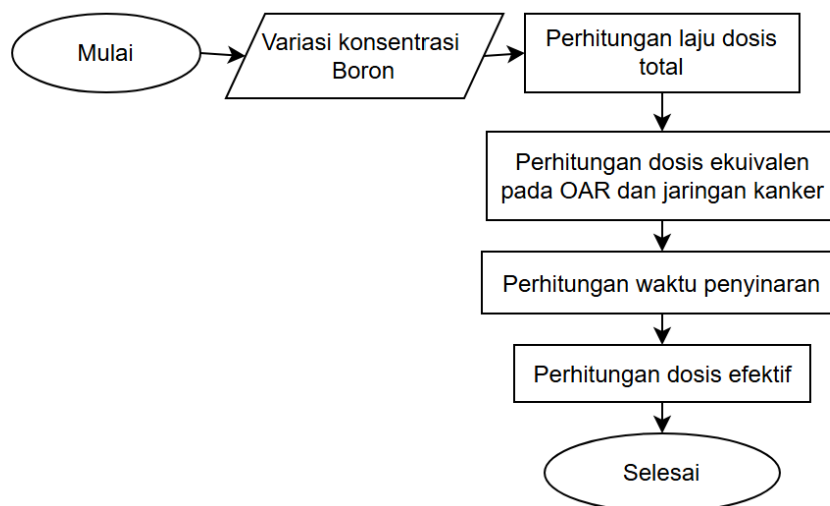 Mulai
Variasi konsentrasi
Boron
Perhitungan laju dosis
total
Perhitungan dosis ekuivalen
pada OAR dan jaringan kanker
Perhitungan waktu penyinaran
Perhitungan dosis efektif
Selesai